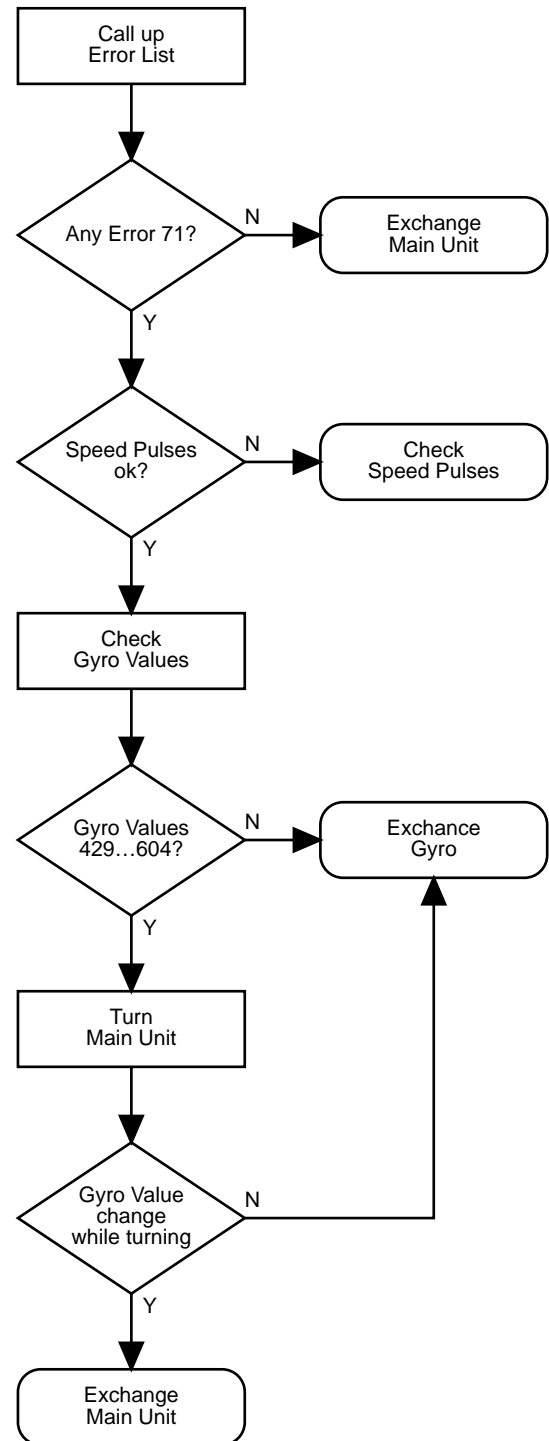 Call up
Error List
Any Error 71?
N
Exchange
Main Unit
Y
Speed Pulses
ok?
N
Check
Speed Pulses
Y
Check
Gyro Values
Gyro Values
429…604?
N
Exchance
Gyro
Y
Turn
Main Unit
Gyro Value
change
while turning
N
Y
Exchange
Main Unit